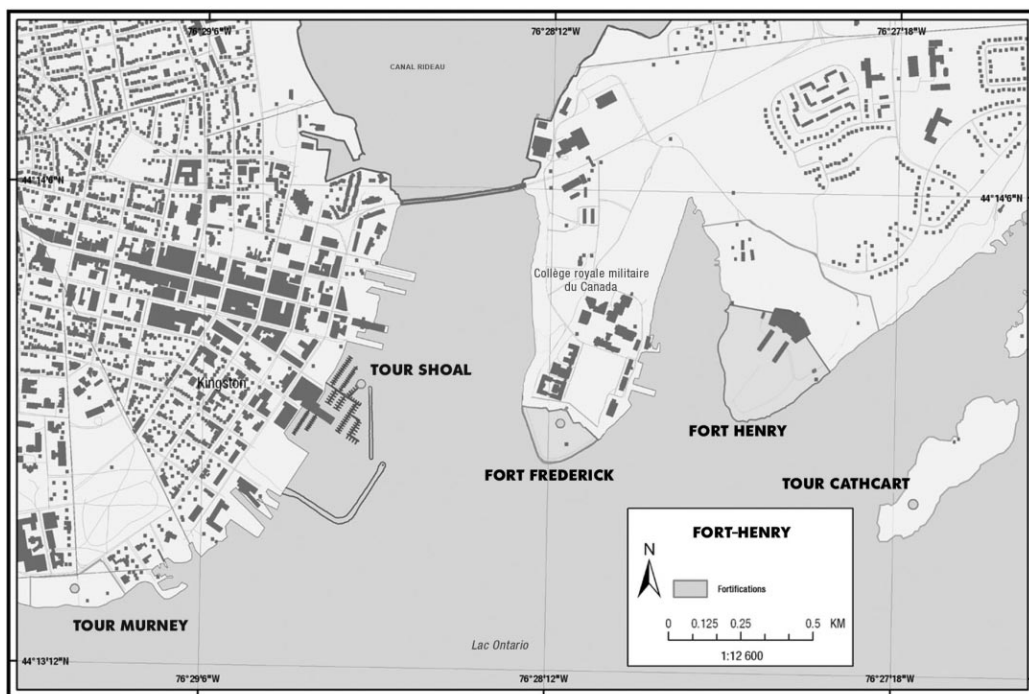 76°29'6"W
76°28'12"W
76°27'18"W
CANAL RIDEAU
44°14'6"N
44°14'6"N
Collège royale militaire
du Canada
TOUR SHOAL
Kingston
FORT HENRY
FORT FREDERICK
TOUR CATHCART
FORT-HENRY
N
Fortifications
0 0.125 0.25 0.5 KM
1:12 600
TOUR MURNEY
Lac Ontario
44°13'12"N
44°13'12"N
76°29'6"W
76°28'12"W
76°27'18"W